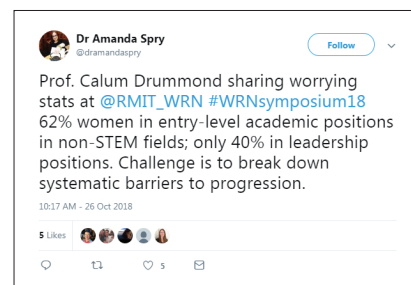 Dr Amanda Spry
@dramandaspry
Follow
Prof. Calum Drummond sharing worrying
stats at @RMIT_WRN #WRNsymposium18
62% women in entry-level academic positions
in non-STEM fields; only 40% in leadership
positions. Challenge is to break down
systematic barriers to progression.
10:17 AM - 26 Oct 2018
5 Likes
5